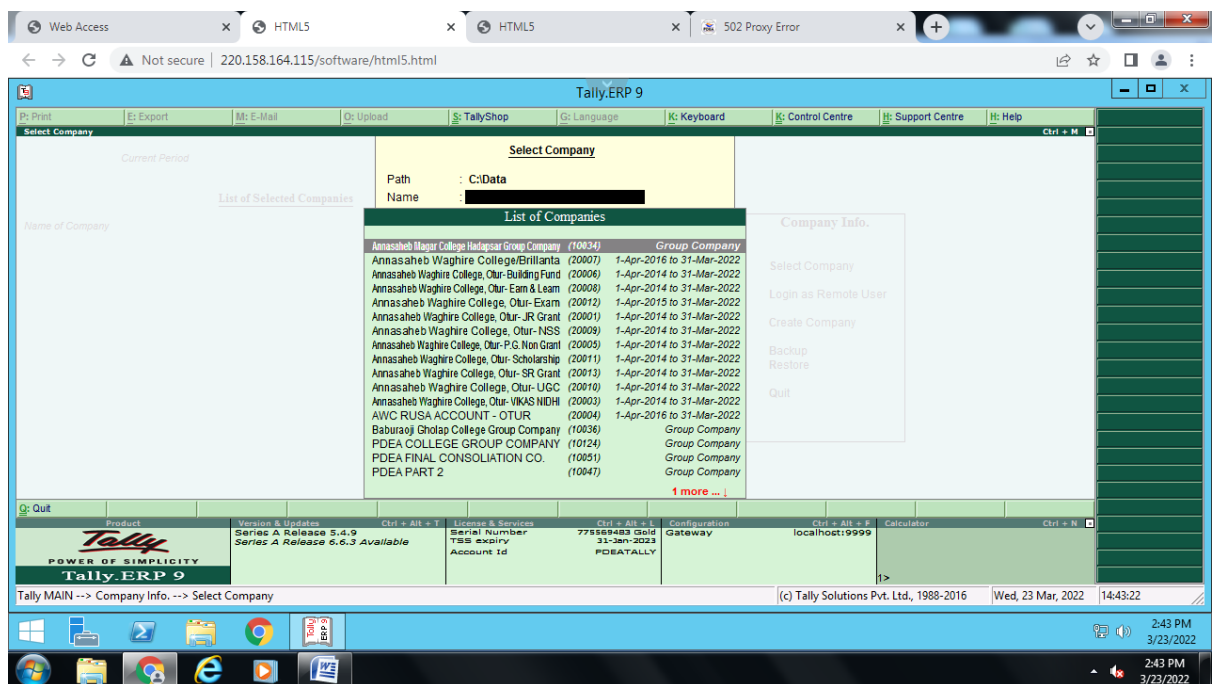 Web Access HTML5 HTML5 502 Proxy Error
Not secure | 220.158.164.115/software/html5.html
Tally.ERP 9
P: Print E: Export M: E-Mail O: Upload S: TallyShop G: Language K: Keyboard K: Control Centre H: Support Centre H: Help
Select Company Ctrl + M
Current Period
List of Selected Companies
Name of Company
Select Company
Path : C:\Data
Name :
List of Companies
Annasaheb Magar College Hadapsar Group Company (10034) Group Company
Annasaheb Waghire College/Brillanta (20007) 1-Apr-2016 to 31-Mar-2022
Annasaheb Waghire College, Otur- Building Fund (20006) 1-Apr-2014 to 31-Mar-2022
Annasaheb Waghire College, Otur- Earn & Learn (20008) 1-Apr-2014 to 31-Mar-2022
Annasaheb Waghire College, Otur- Exam (20012) 1-Apr-2015 to 31-Mar-2022
Annasaheb Waghire College, Otur- JR Grant (20001) 1-Apr-2014 to 31-Mar-2022
Annasaheb Waghire College, Otur- NSS (20009) 1-Apr-2014 to 31-Mar-2022
Annasaheb Waghire College, Otur- P.G. Non Grant (20005) 1-Apr-2014 to 31-Mar-2022
Annasaheb Waghire College, Otur- Scholarship (20011) 1-Apr-2014 to 31-Mar-2022
Annasaheb Waghire College, Otur- SR Grant (20013) 1-Apr-2014 to 31-Mar-2022
Annasaheb Waghire College, Otur- UGC (20010) 1-Apr-2014 to 31-Mar-2022
Annasaheb Waghire College, Otur- VIKAS NIDHI (20003) 1-Apr-2014 to 31-Mar-2022
AWC RUSA ACCOUNT - OTUR (20004) 1-Apr-2016 to 31-Mar-2022
Baburaoji Gholap College Group Company (10036) Group Company
PDEA COLLEGE GROUP COMPANY (10124) Group Company
PDEA FINAL CONSOLIATION CO. (10051) Group Company
PDEA PART 2 (10047) Group Company
1 more ... ↓
Company Info.
Select Company
Login as Remote User
Create Company
Backup
Restore
Quit
Q: Quit
Product Version & Updates Ctrl + Alt + T License & Services Ctrl + Alt + L Configuration Ctrl + Alt + F Calculator Ctrl + N
Tally
POWER OF SIMPLICITY
Tally.ERP 9
Series A Release 5.4.9
Series A Release 6.6.3 Available
Serial Number 775569483 Gold
TSS expiry 31-Jan-2023
Account Id PDEATALLY
Gateway localhost:9999
1>
Tally MAIN --> Company Info. --> Select Company (c) Tally Solutions Pvt. Ltd., 1988-2016 Wed, 23 Mar, 2022 14:43:22
Tally ERP 9
2:43 PM
3/23/2022
2:43 PM
3/23/2022